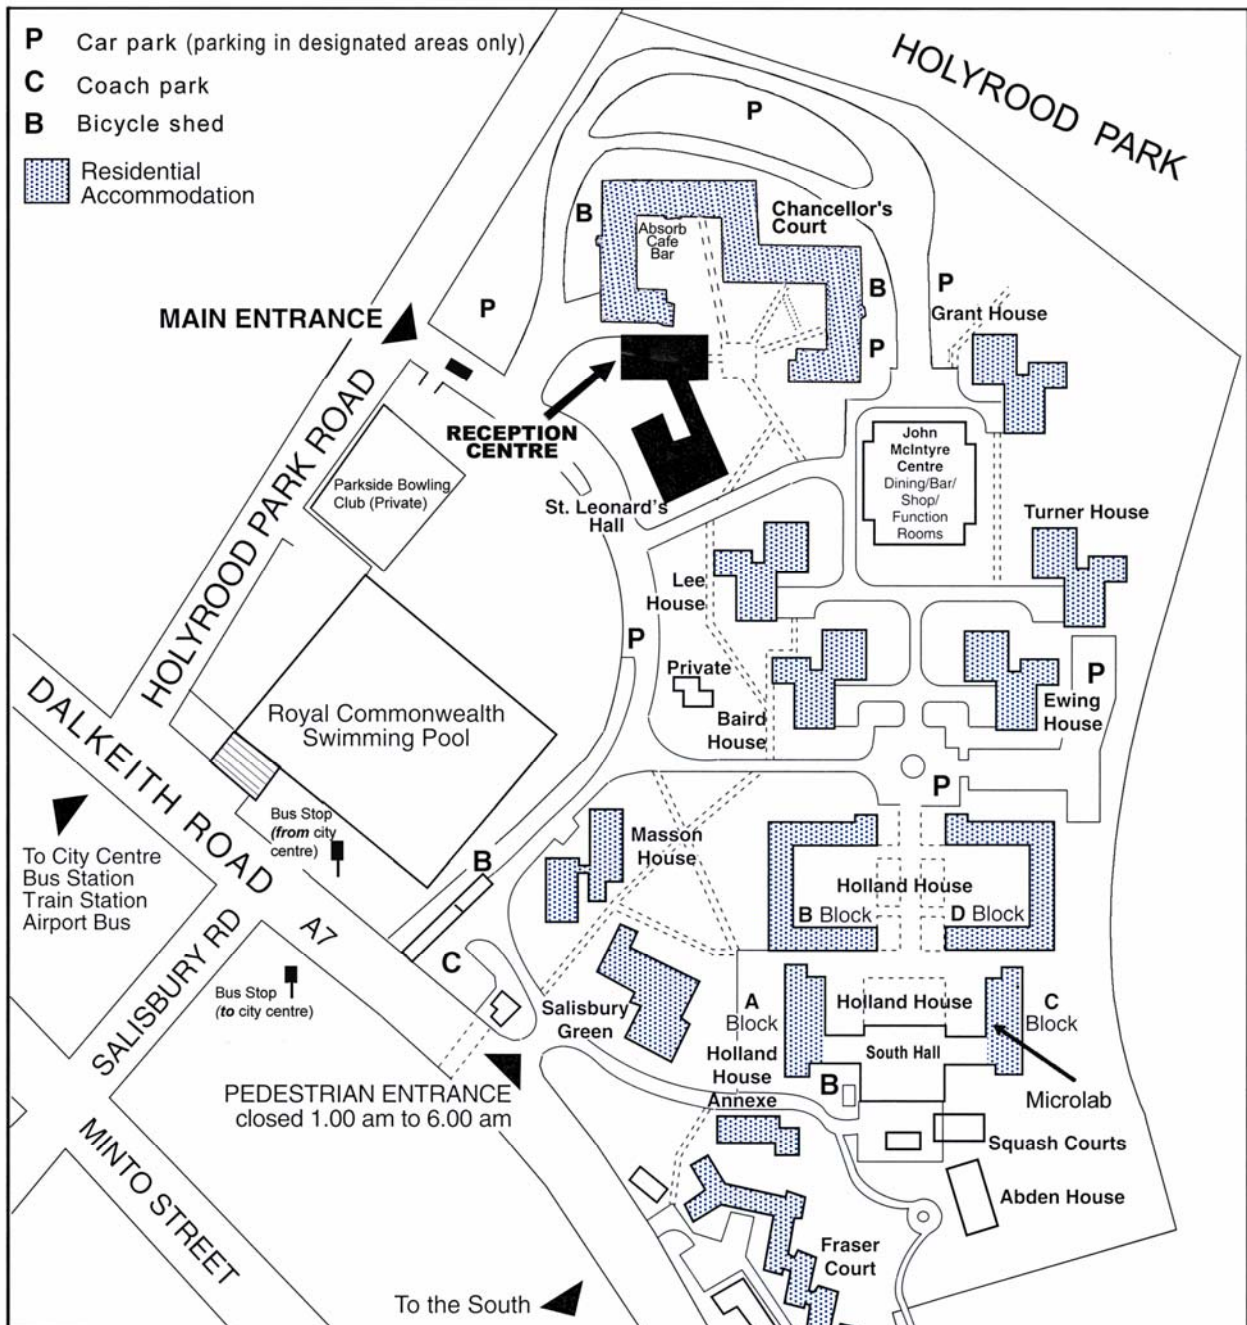 P Car park (parking in designated areas only)
C Coach park
B Bicycle shed
Residential
Accommodation
HOLYROOD PARK
P
B
Absorb
Cafe
Bar
Chancellor's
Court
B
P
P
Grant House
P
MAIN ENTRANCE
HOLYROOD PARK ROAD
RECEPTION
CENTRE
Parkside Bowling
Club (Private)
St. Leonard's
Hall
John
McIntyre
Centre
Dining/Bar/
Shop/
Function
Rooms
Turner House
Lee
House
P
Private
Baird
House
P
Ewing
House
Royal Commonwealth
Swimming Pool
DALKEITH ROAD
A7
To City Centre
Bus Station
Train Station
Airport Bus
Bus Stop
(from city
centre)
B
Masson
House
P
Holland House
B Block
D Block
SALISBURY RD
Bus Stop
(to city centre)
C
Salisbury
Green
A
Block
Holland House
C
Block
South Hall
Holland
House
Annexe
B
Microlab
PEDESTRIAN ENTRANCE
closed 1.00 am to 6.00 am
Squash Courts
Abden House
MINTO STREET
Fraser
Court
To the South